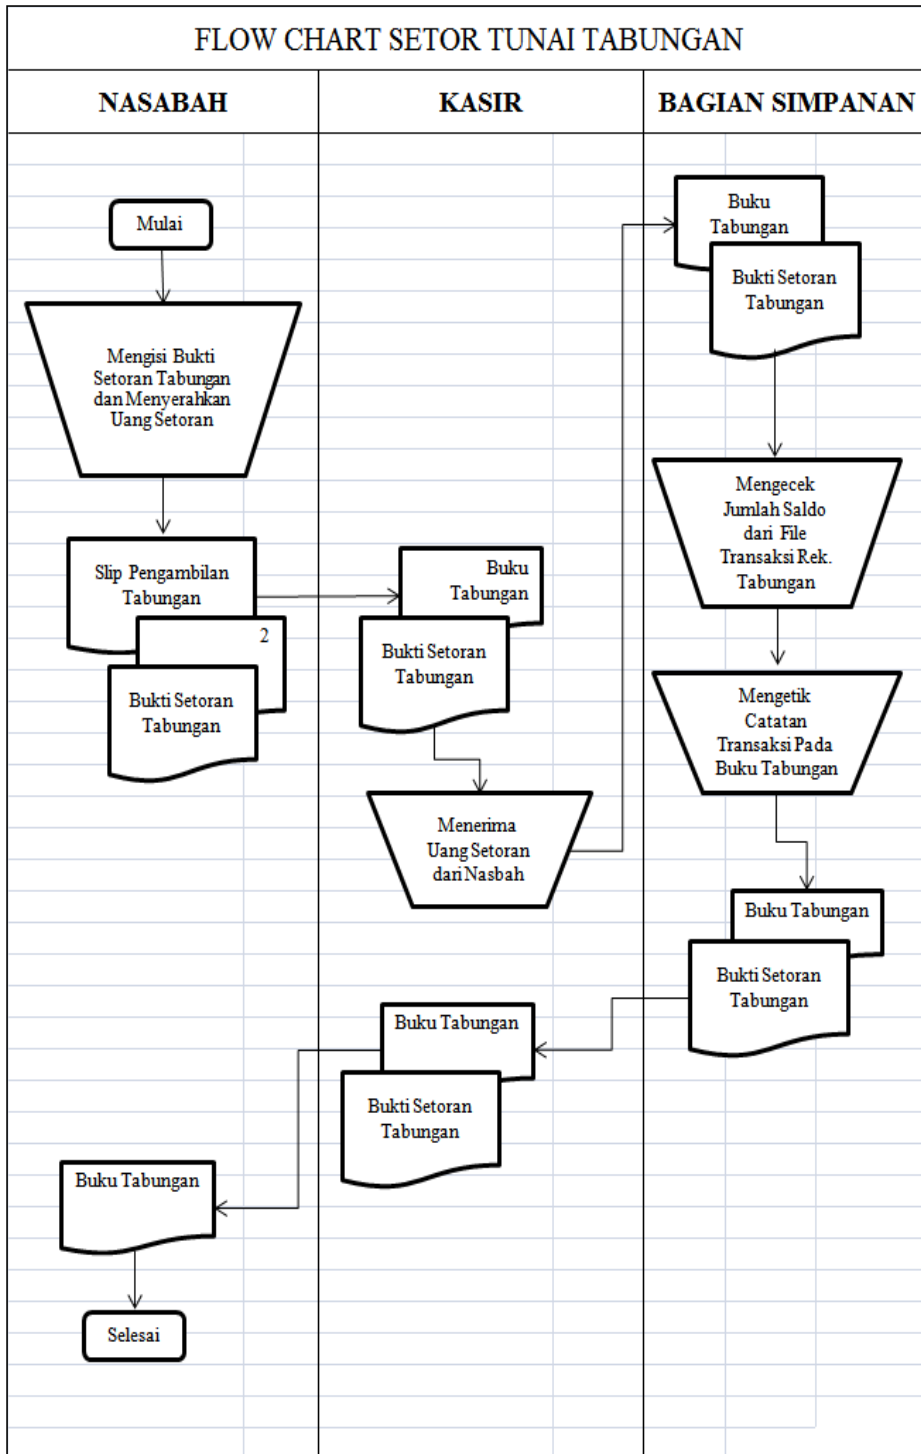 FLOW CHART SETOR TUNAI TABUNGAN
NASABAH
KASIR
BAGIAN SIMPANAN
Mulai
Mengisi Bukti
Setoran Tabungan
dan Menyerahkan
Uang Setoran
Slip Pengambilan
Tabungan
2
Bukti Setoran
Tabungan
Buku
Tabungan
Bukti Setoran
Tabungan
Menerima
Uang Setoran
dari Nasbah
Buku
Tabungan
Bukti Setoran
Tabungan
Mengecek
Jumlah Saldo
dari File
Transaksi Rek.
Tabungan
Mengetik
Catatan
Transaksi Pada
Buku Tabungan
Buku Tabungan
Bukti Setoran
Tabungan
Buku Tabungan
Bukti Setoran
Tabungan
Buku Tabungan
Selesai